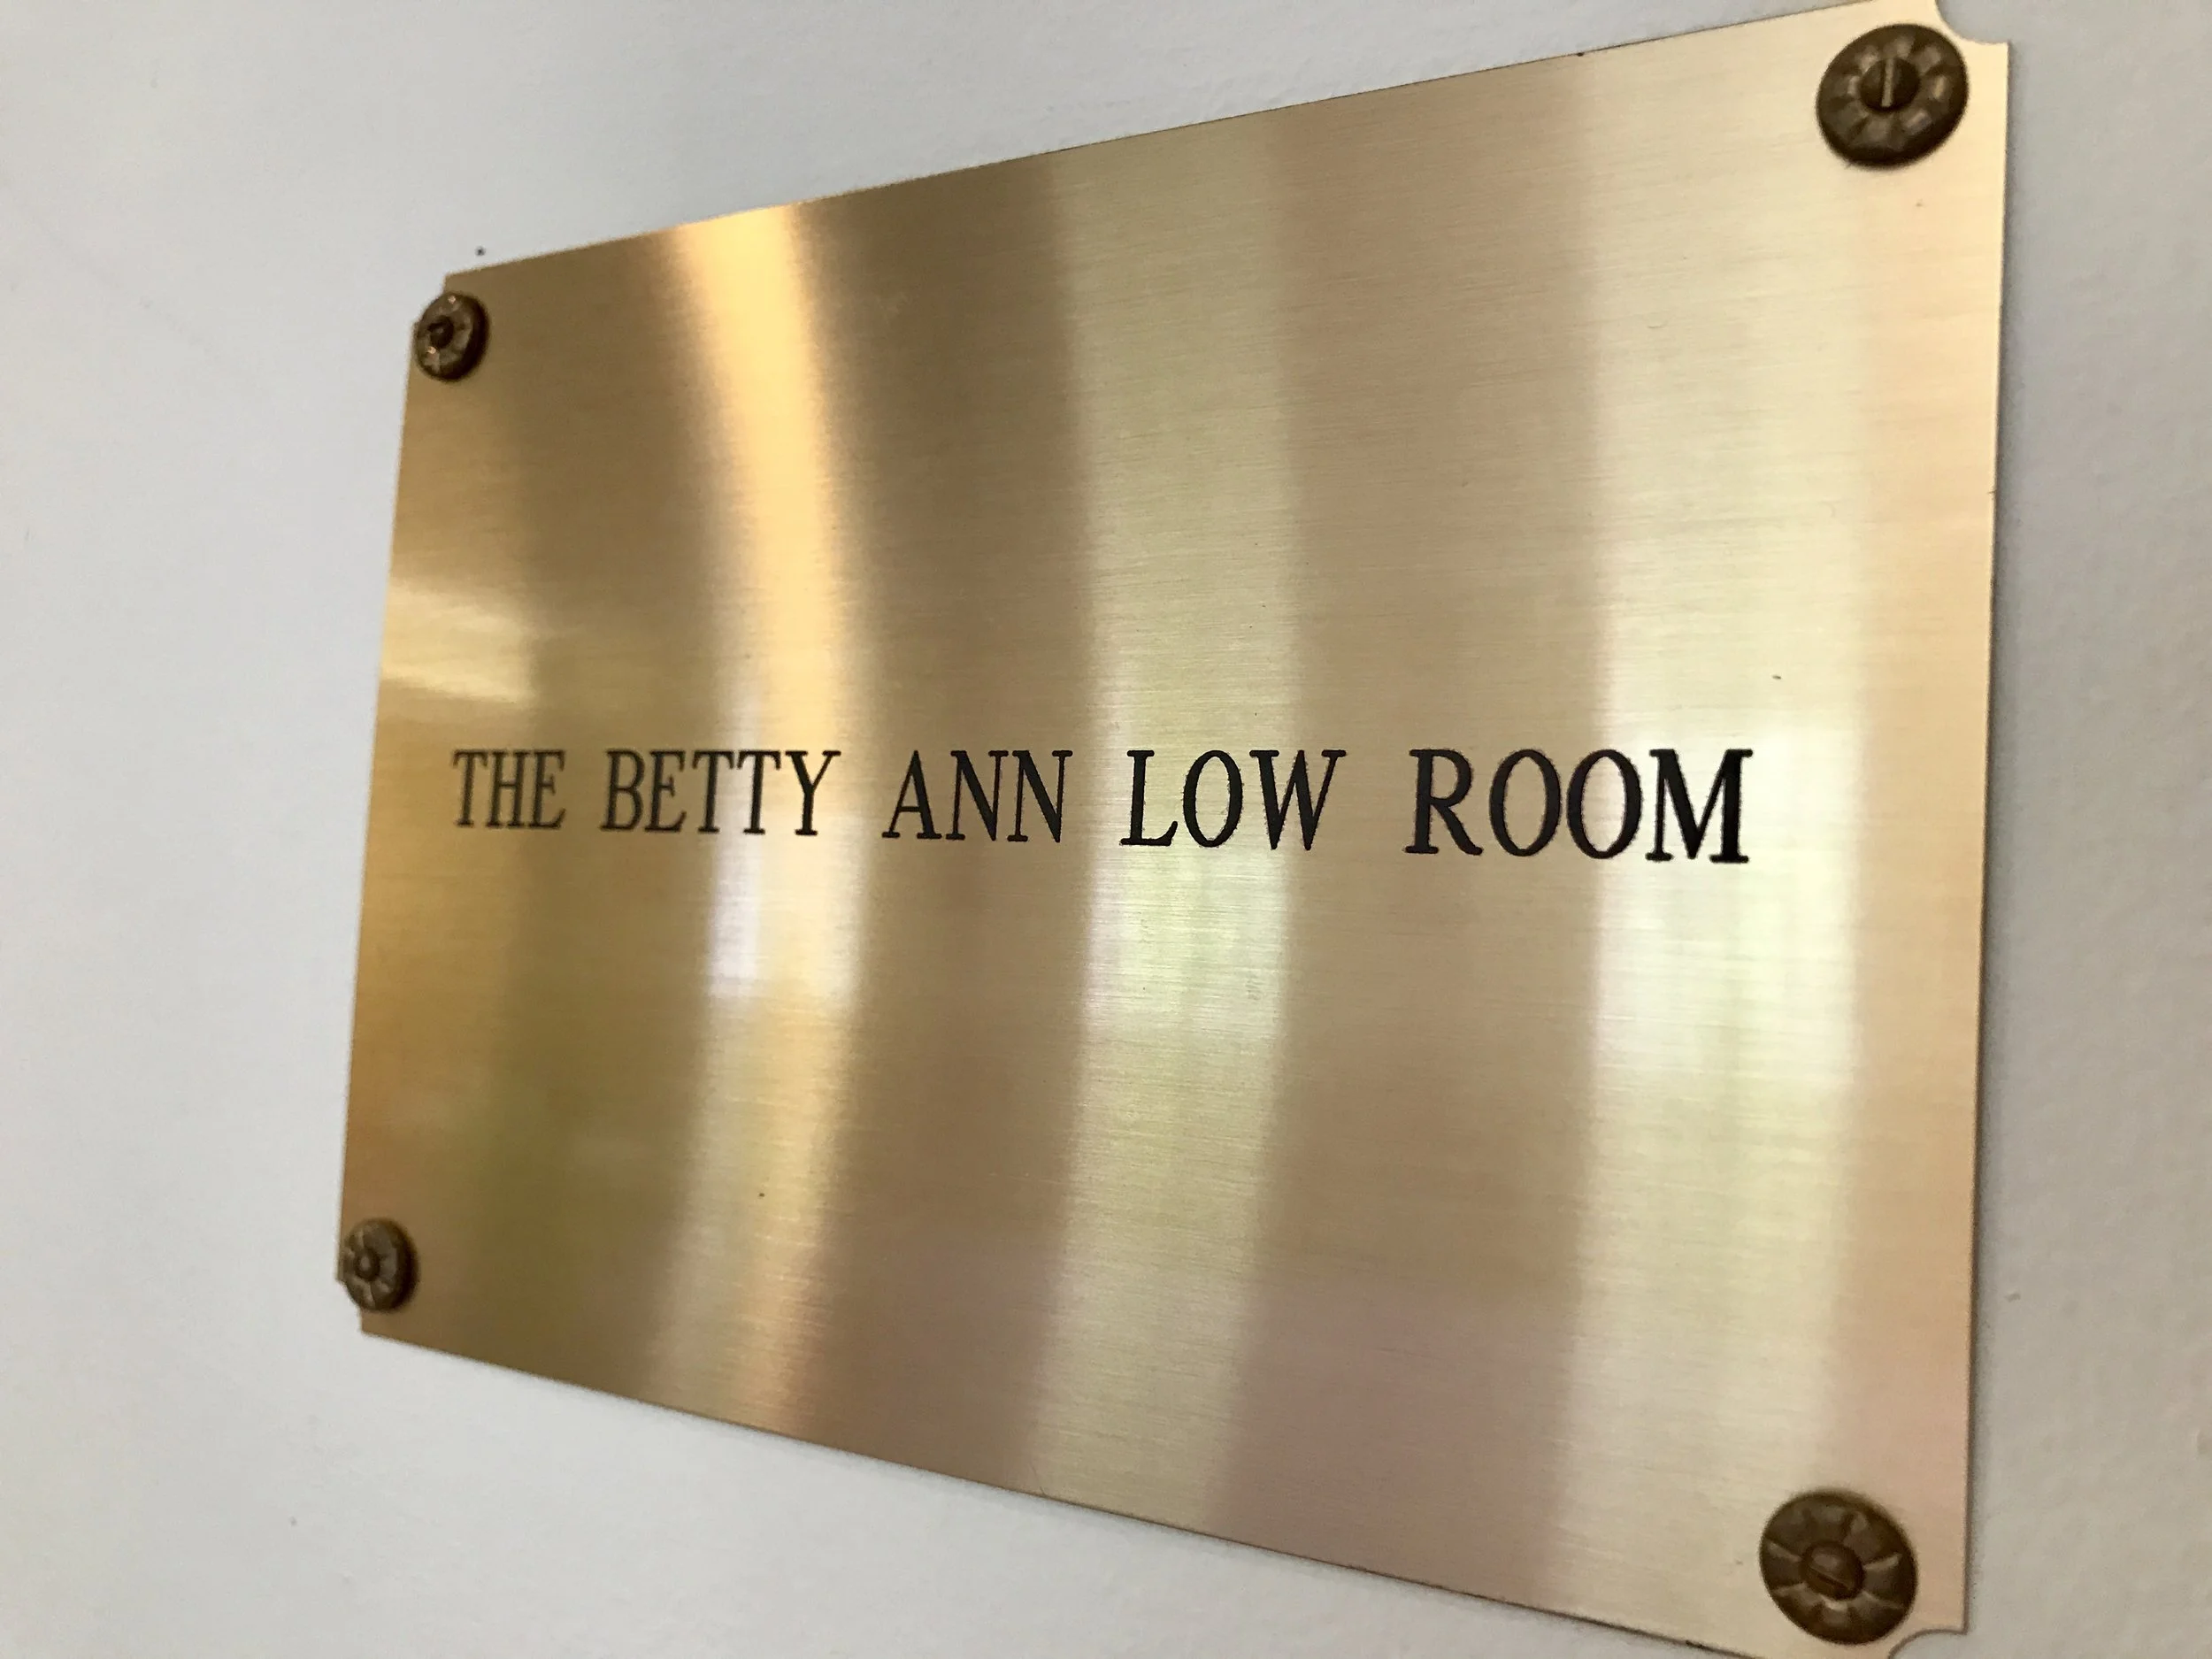 THE BETTY ANN LOW ROOM